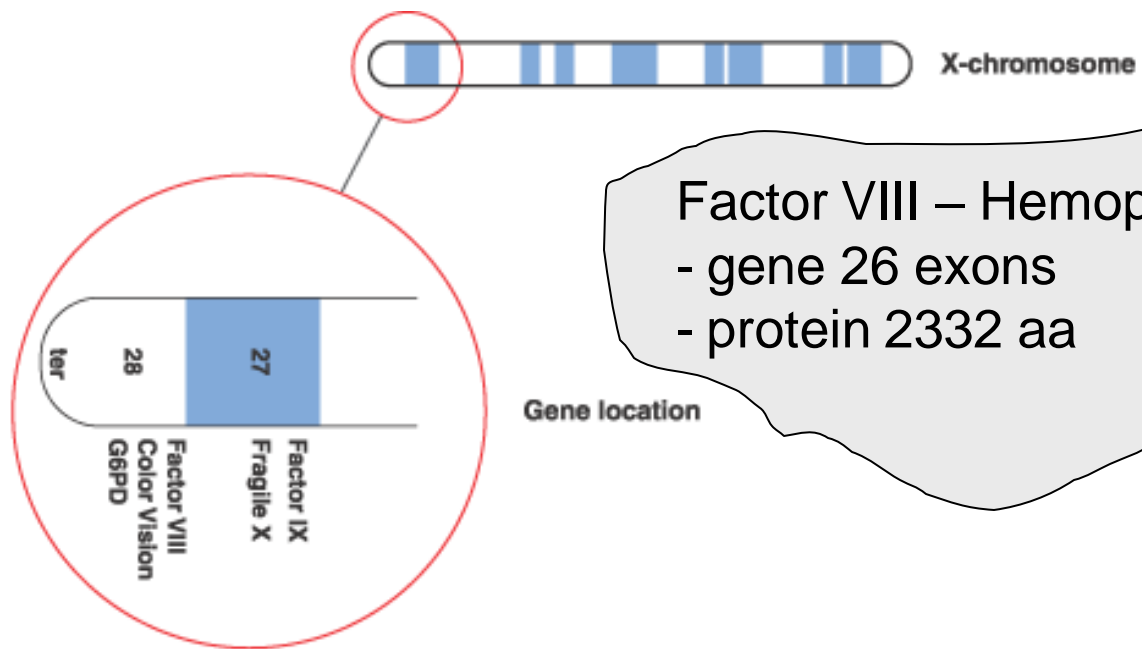 X-chromosome
Factor VIII – Hemop
- gene 26 exons
- protein 2332 aa
Gene location
ter
28
27
G6PD
Color Vision
Factor VIII
Fragile X
Factor IX